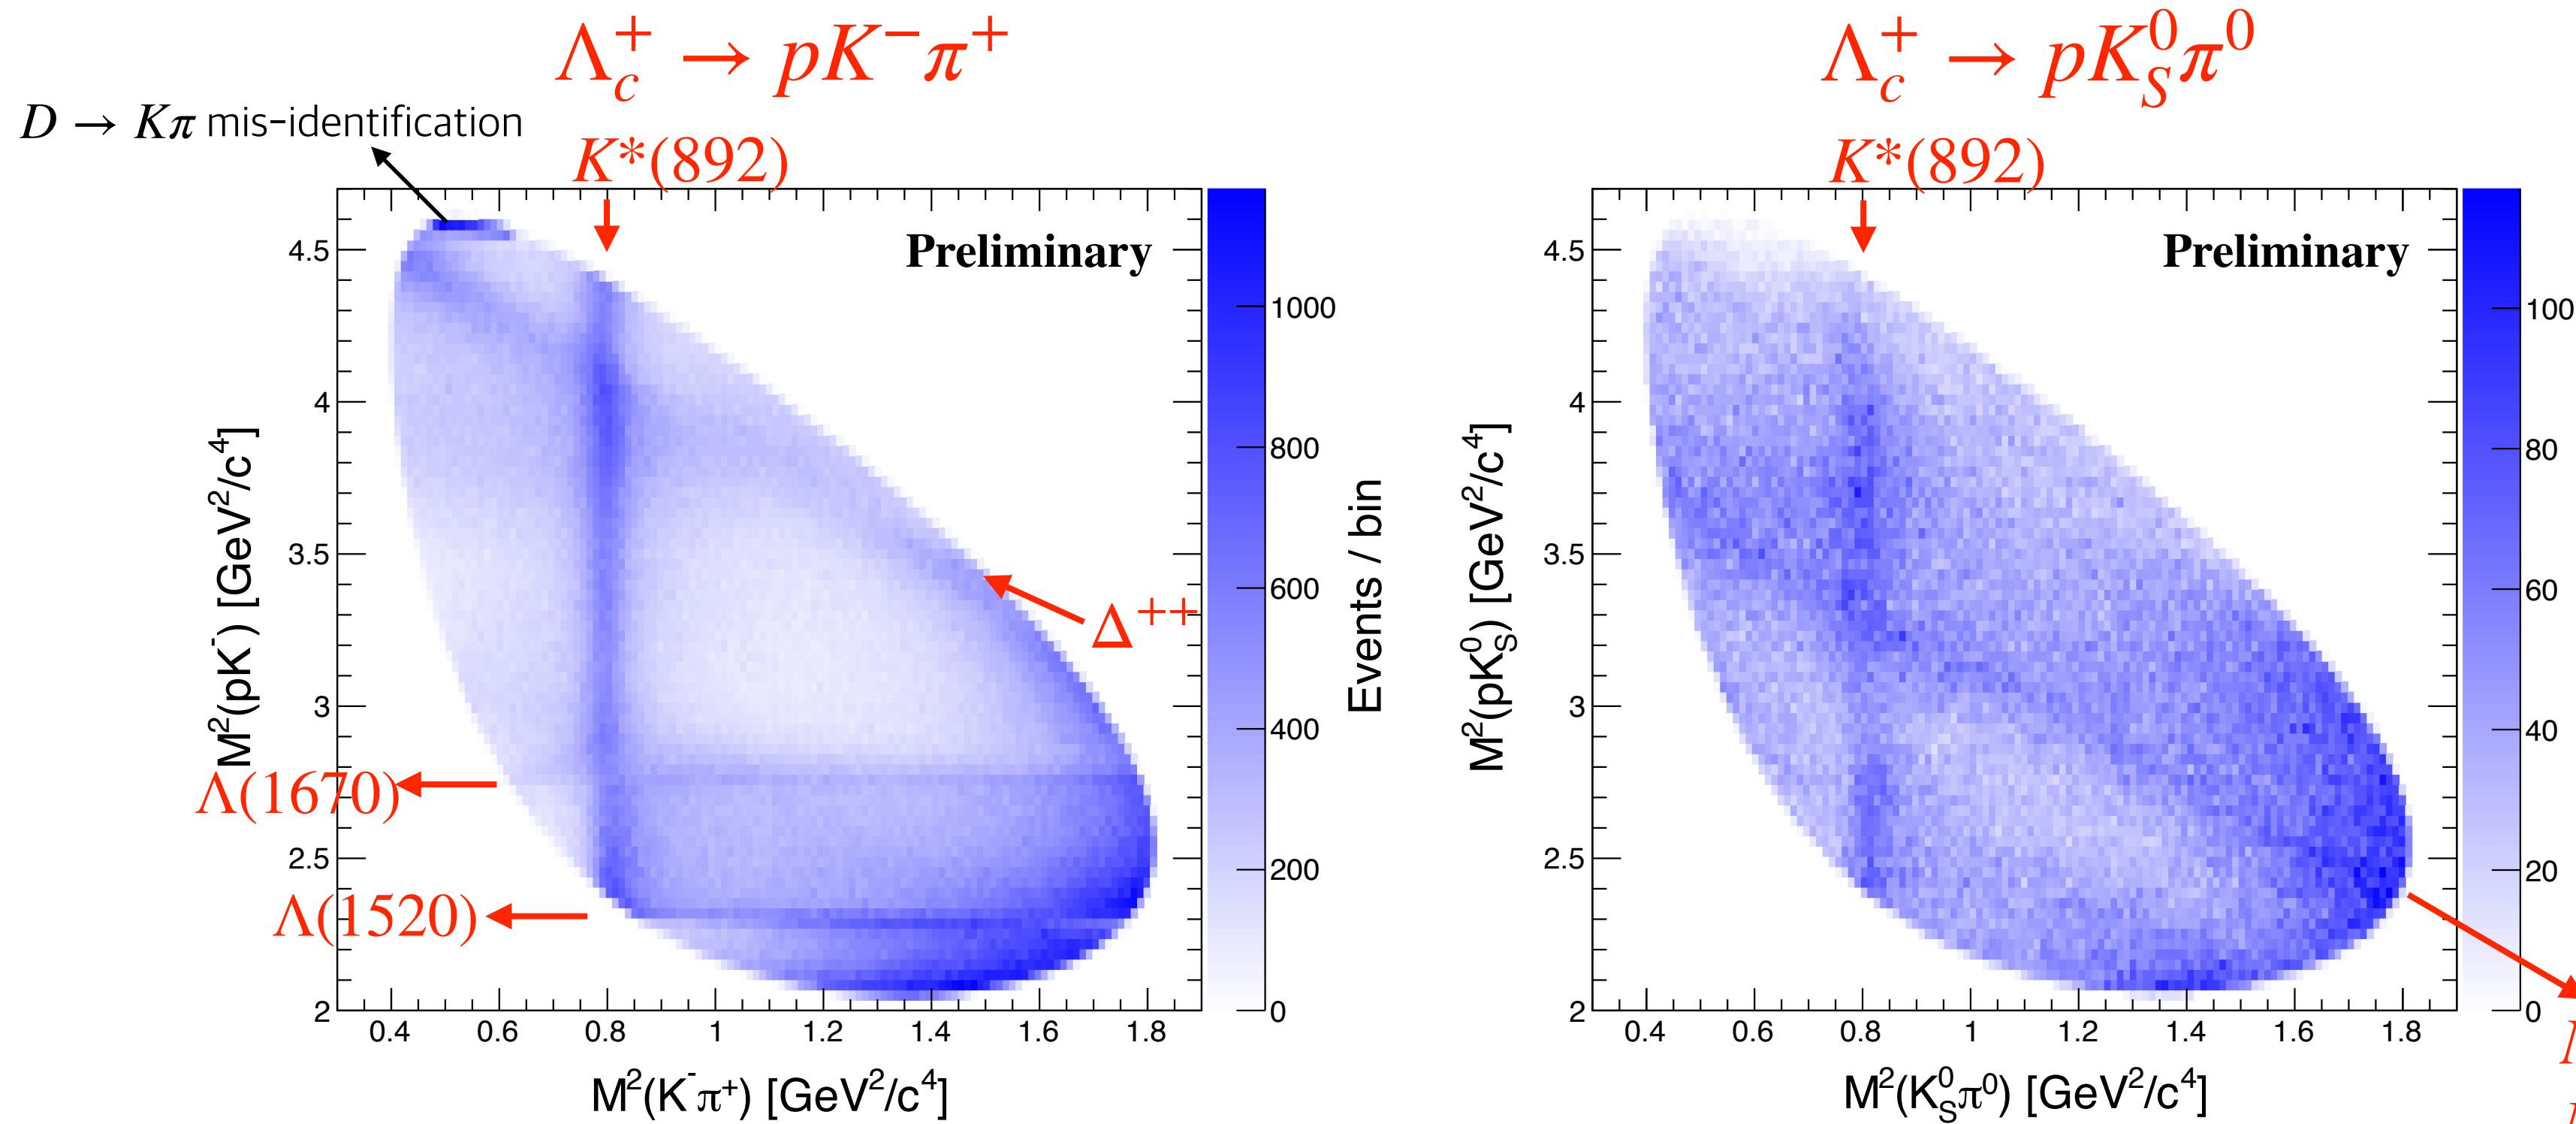 Λc+ → pK−π+
Λc+ → pKS0π0
D → Kπ mis-identification
K*(892)
K*(892)
Preliminary
Preliminary
4.5
4
3.5
3
2.5
2
M2(pK-) [GeV2/c4]
Λ(1670)
Λ(1520)
Δ++
1000
800
600
400
200
0
Events / bin
0.4 0.6 0.8 1 1.2 1.4 1.6 1.8
M2(K-π+) [GeV2/c4]
4.5
4
3.5
3
2.5
2
M2(pKS0) [GeV2/c4]
100
80
60
40
20
0
0.4 0.6 0.8 1 1.2 1.4 1.6 1.8
M2(KS0π0) [GeV2/c4]